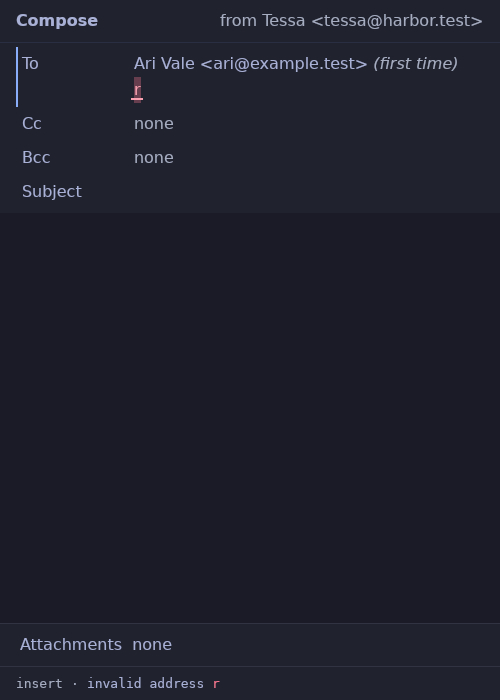 Compose from Tessa <tessa@harbor.test>
To Ari Vale <ari@example.test> (first time)
r
Cc none
Bcc none
Subject
Attachments none
insert · invalid address r